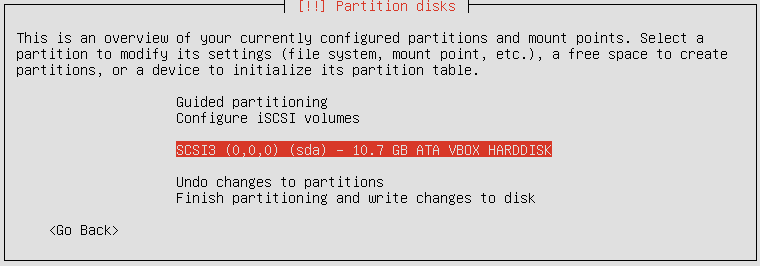 [!!] Partition disks
This is an overview of your currently configured partitions and mount points. Select a
partition to modify its settings (file system, mount point, etc.), a free space to create
partitions, or a device to initialize its partition table.
Guided partitioning
Configure iSCSI volumes
SCSI3 (0,0,0) (sda) - 10.7 GB ATA VBOX HARDDISK
Undo changes to partitions
Finish partitioning and write changes to disk
<Go Back>